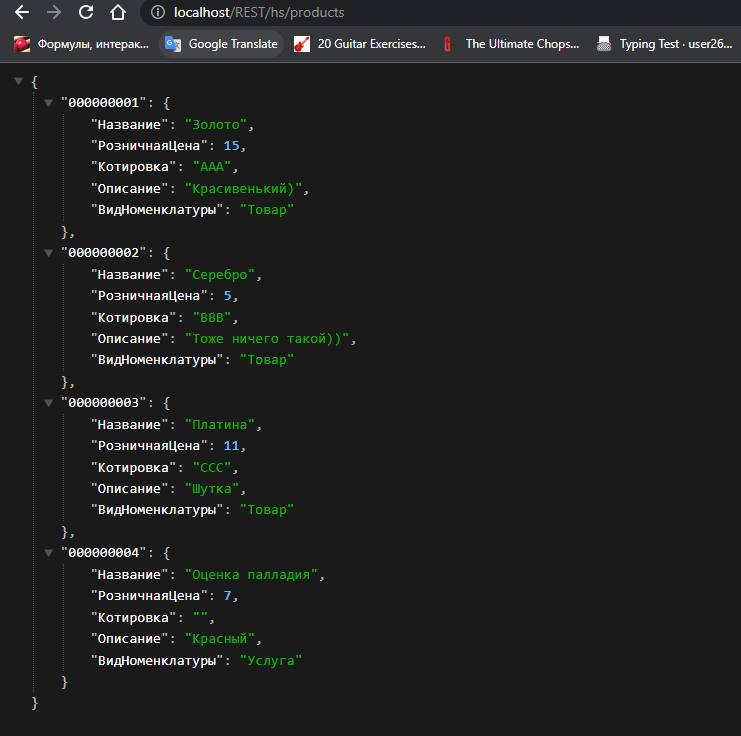 localhost/REST/hs/products
Формулы, интерак... Google Translate 20 Guitar Exercises... The Ultimate Chops... Typing Test · user26...
{
"000000001": {
"Название": "Золото",
"РозничнаяЦена": 15,
"Котировка": "AAA",
"Описание": "Красивенький)",
"ВидНоменклатуры": "Товар"
},
"000000002": {
"Название": "Серебро",
"РозничнаяЦена": 5,
"Котировка": "BBB",
"Описание": "Тоже ничего такой))",
"ВидНоменклатуры": "Товар"
},
"000000003": {
"Название": "Платина",
"РозничнаяЦена": 11,
"Котировка": "CCC",
"Описание": "Шутка",
"ВидНоменклатуры": "Товар"
},
"000000004": {
"Название": "Оценка палладия",
"РозничнаяЦена": 7,
"Котировка": "",
"Описание": "Красный",
"ВидНоменклатуры": "Услуга"
}
}